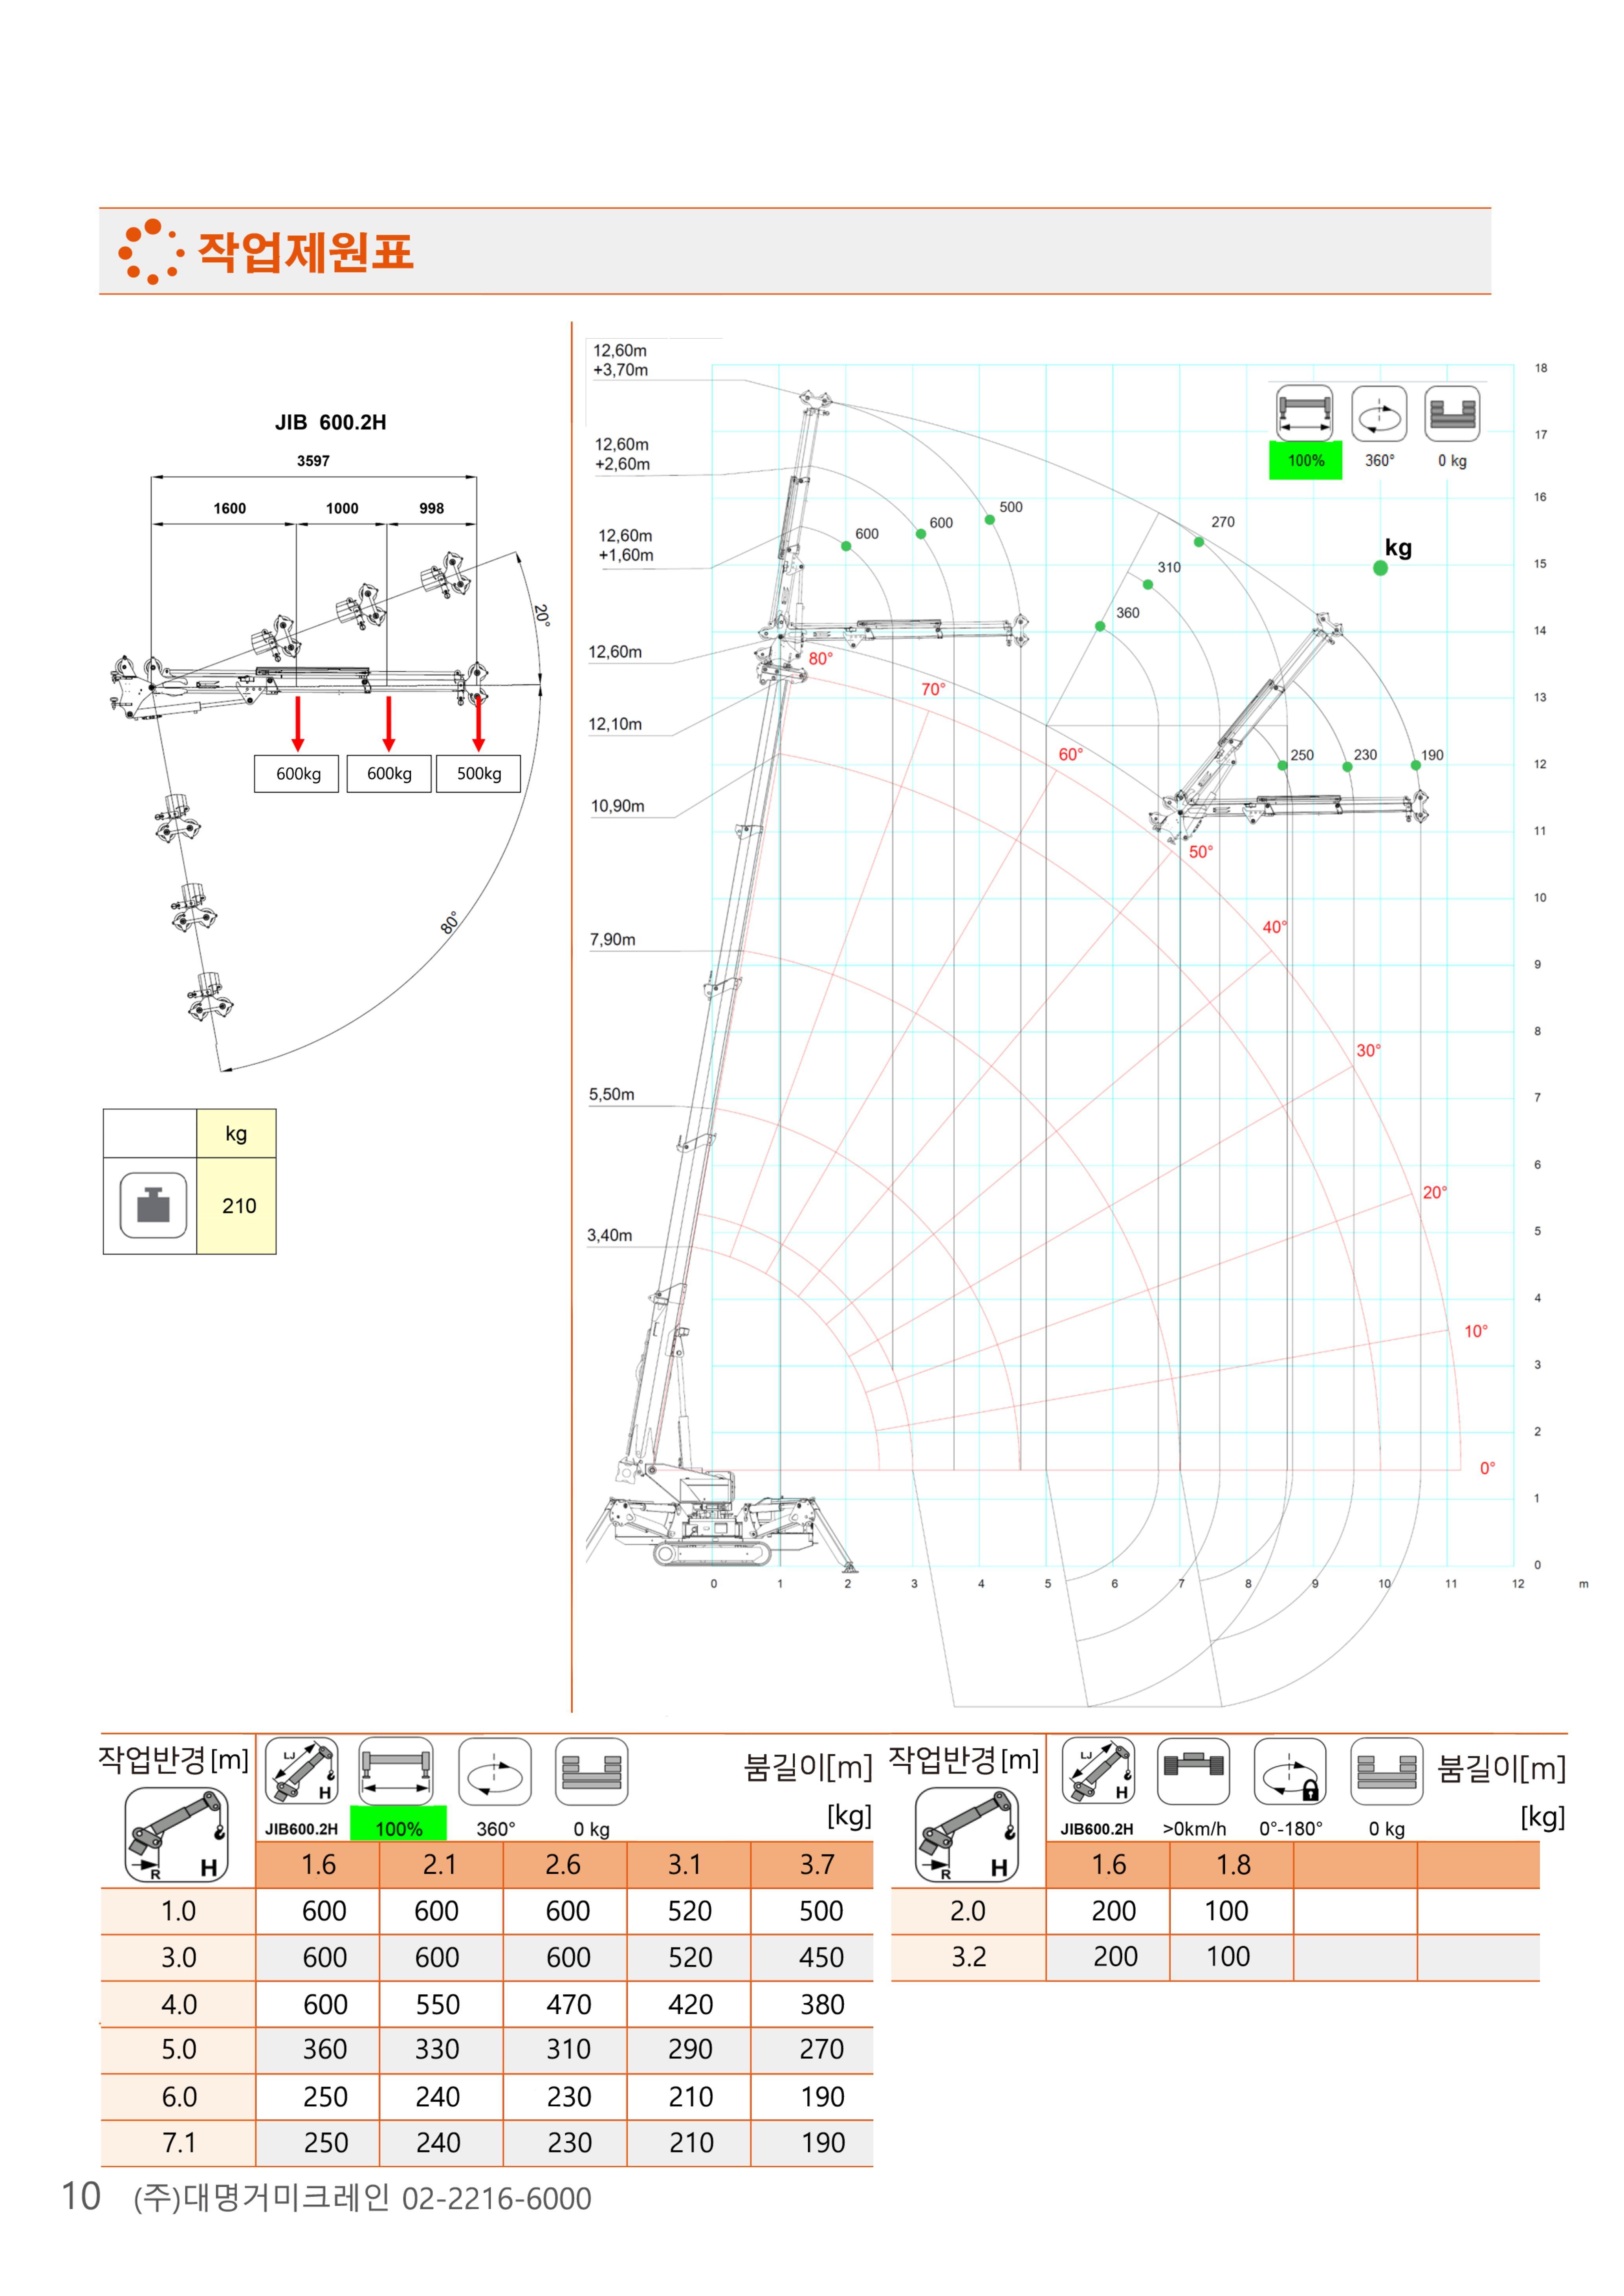 작업제원표
JIB 600.2H
3597
1600 1000 998
20°
600kg 600kg 500kg
80°
kg
210
12,60m
+3,70m
12,60m
+2,60m
12,60m
+1,60m
12,60m
12,10m
10,90m
7,90m
5,50m
3,40m
600
600
500
270
310
360
250
230
190
100% 360° 0 kg
kg
80°
70°
60°
50°
40°
30°
20°
10°
0°
18
17
16
15
14
13
12
11
10
9
8
7
6
5
4
3
2
1
0
0 1 2 3 4 5 6 7 8 9 10 11 12 m
작업반경[m] LJ H 붐길이[m]
JIB600.2H 100% 360° 0 kg [kg]
R H 1.6 2.1 2.6 3.1 3.7
1.0 600 600 600 520 500
3.0 600 600 600 520 450
4.0 600 550 470 420 380
5.0 360 330 310 290 270
6.0 250 240 230 210 190
7.1 250 240 230 210 190
작업반경[m] LJ H 붐길이[m]
JIB600.2H >0km/h 0°-180° 0 kg [kg]
R H 1.6 1.8
2.0 200 100
3.2 200 100
10 (주)대명거미크레인 02-2216-6000